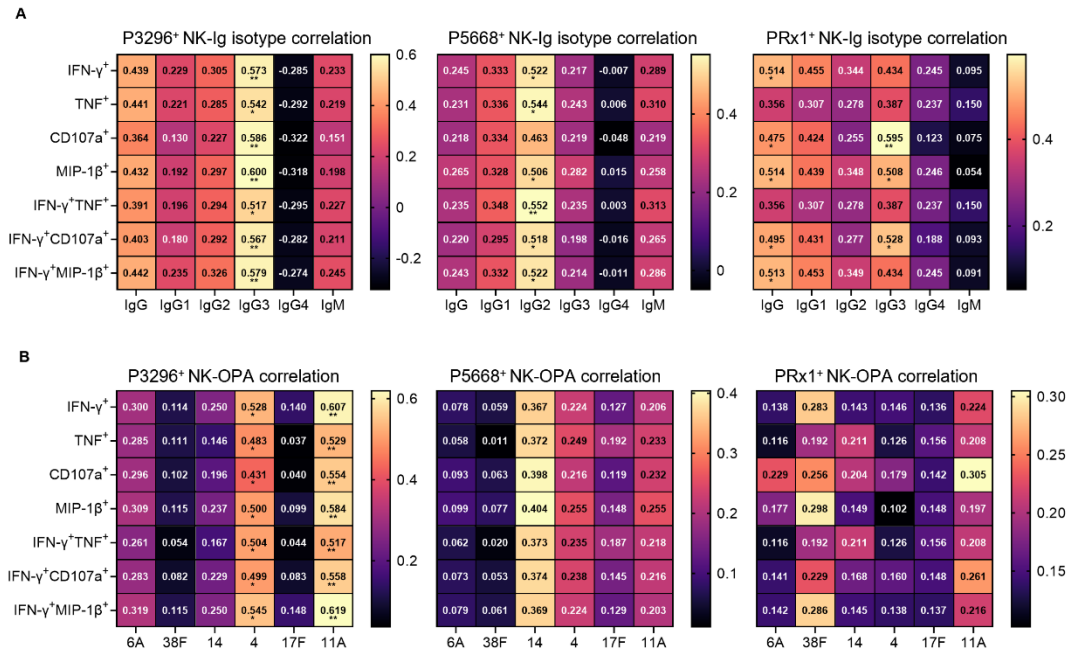 A
P3296⁺ NK-Ig isotype correlation
P5668⁺ NK-Ig isotype correlation
PRx1⁺ NK-Ig isotype correlation
IFN-γ⁺ 0.439 0.229 0.305 0.573 ** -0.285 0.233 0.245 0.333 0.522 * 0.217 -0.007 0.289 0.514 * 0.455 0.344 0.434 0.245 0.095
TNF⁺ 0.441 0.221 0.285 0.542 * -0.292 0.219 0.231 0.336 0.544 * 0.243 0.006 0.310 0.356 0.307 0.278 0.387 0.237 0.150
CD107a⁺ 0.364 0.130 0.227 0.586 ** -0.322 0.151 0.218 0.334 0.463 0.219 -0.048 0.219 0.475 * 0.424 0.255 0.595 ** 0.123 0.075
MIP-1β⁺ 0.432 0.192 0.297 0.600 ** -0.318 0.198 0.265 0.328 0.506 * 0.282 0.015 0.258 0.514 * 0.439 0.348 0.508 * 0.246 0.054
IFN-γ⁺TNF⁺ 0.391 0.196 0.294 0.517 * -0.295 0.227 0.235 0.348 0.552 ** 0.235 0.003 0.313 0.356 0.307 0.278 0.387 0.237 0.150
IFN-γ⁺CD107a⁺ 0.403 0.180 0.292 0.567 ** -0.282 0.211 0.220 0.295 0.518 * 0.198 -0.016 0.265 0.495 * 0.431 0.277 0.528 * 0.188 0.093
IFN-γ⁺MIP-1β⁺ 0.442 0.235 0.326 0.579 ** -0.274 0.245 0.243 0.332 0.522 * 0.214 -0.011 0.286 0.513 * 0.453 0.349 0.434 0.245 0.091
IgG IgG1 IgG2 IgG3 IgG4 IgM IgG IgG1 IgG2 IgG3 IgG4 IgM IgG IgG1 IgG2 IgG3 IgG4 IgM
0.6
0.4
0.2
0
-0.2
0.4
0.2
0
0.4
0.2
B
P3296⁺ NK-OPA correlation
P5668⁺ NK-OPA correlation
PRx1⁺ NK-OPA correlation
IFN-γ⁺ 0.300 0.114 0.250 0.528 * 0.140 0.607 ** 0.078 0.059 0.367 0.224 0.127 0.206 0.138 0.283 0.143 0.146 0.136 0.224
TNF⁺ 0.285 0.111 0.146 0.483 * 0.037 0.529 ** 0.058 0.011 0.372 0.249 0.192 0.233 0.116 0.192 0.211 0.126 0.156 0.208
CD107a⁺ 0.296 0.102 0.196 0.431 * 0.040 0.554 ** 0.093 0.063 0.398 0.216 0.119 0.232 0.229 0.256 0.204 0.179 0.142 0.305
MIP-1β⁺ 0.309 0.115 0.237 0.500 * 0.099 0.584 ** 0.099 0.077 0.404 0.255 0.148 0.255 0.177 0.298 0.149 0.102 0.148 0.197
IFN-γ⁺TNF⁺ 0.261 0.054 0.167 0.504 * 0.044 0.517 ** 0.062 0.020 0.373 0.235 0.187 0.218 0.116 0.192 0.211 0.126 0.156 0.208
IFN-γ⁺CD107a⁺ 0.283 0.082 0.229 0.499 * 0.083 0.558 ** 0.073 0.053 0.374 0.238 0.145 0.216 0.141 0.229 0.168 0.160 0.148 0.261
IFN-γ⁺MIP-1β⁺ 0.319 0.115 0.250 0.545 * 0.148 0.619 ** 0.079 0.061 0.369 0.224 0.129 0.203 0.142 0.286 0.145 0.138 0.137 0.216
6A 38F 14 4 17F 11A 6A 38F 14 4 17F 11A 6A 38F 14 4 17F 11A
0.6
0.4
0.2
0.4
0.3
0.2
0.1
0.30
0.25
0.20
0.15